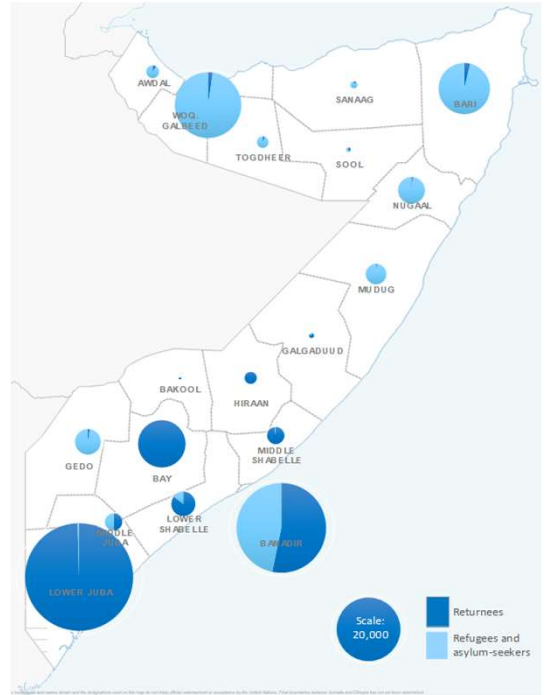 AWDAL
WOQ.
GALBEED
SANAAG
BARI
TOGDHEER
SOOL
NUGAAL
MUDUG
GALGADUUD
BAKOOL
HIRAAN
GEDO
BAY
MIDDLE
SHABELLE
LOWER
SHABELLE
MIDDLE
JUBA
BANADIR
LOWER JUBA
Scale:
20,000
Returnees
Refugees and
asylum-seekers